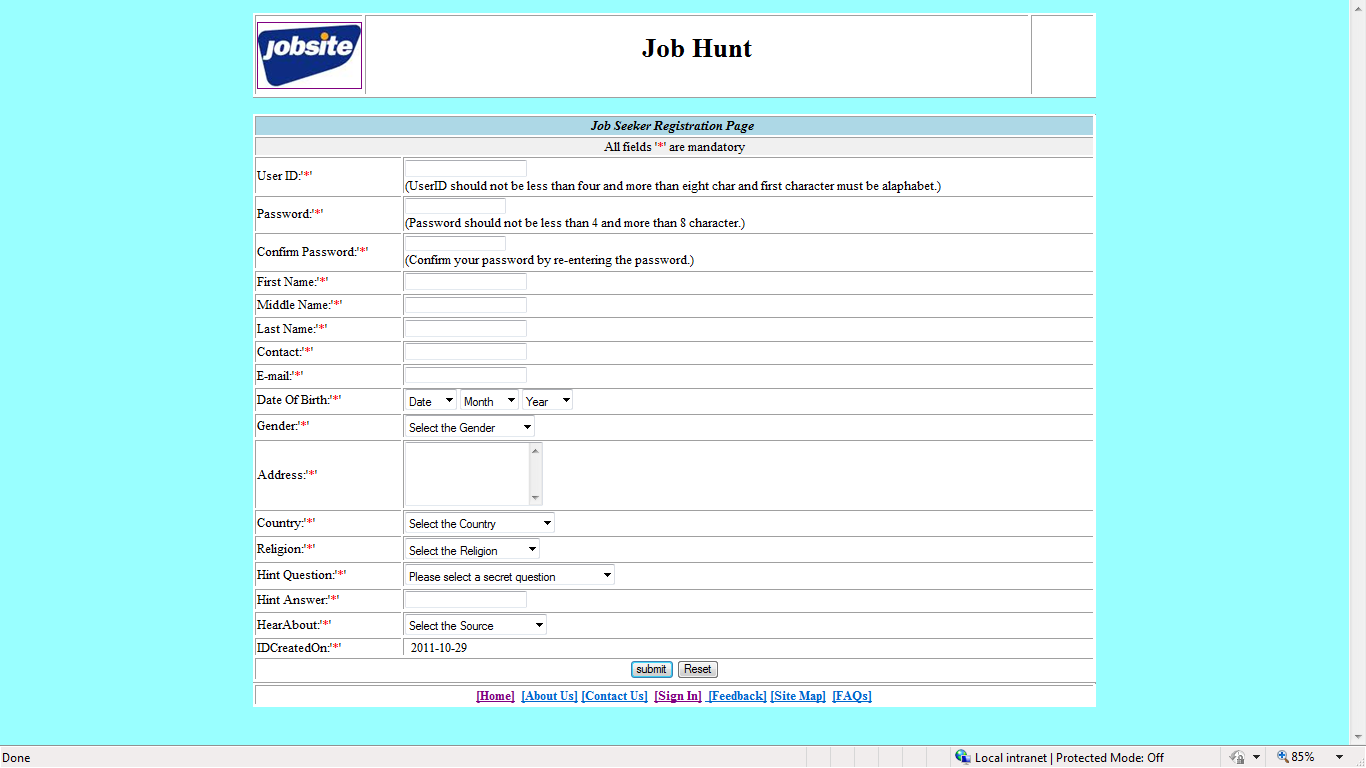 jobsite
Job Hunt
Job Seeker Registration Page
All fields '*' are mandatory
User ID:'*'
(UserID should not be less than four and more than eight char and first character must be alaphabet.)
Password:'*'
(Password should not be less than 4 and more than 8 character.)
Confirm Password:'*'
(Confirm your password by re-entering the password.)
First Name:'*'
Middle Name:'*'
Last Name:'*'
Contact:'*'
E-mail:'*'
Date Of Birth:'*' Date Month Year
Gender:'*' Select the Gender
Address:'*'
Country:'*' Select the Country
Religion:'*' Select the Religion
Hint Question:'*' Please select a secret question
Hint Answer:'*'
HearAbout:'*' Select the Source
IDCreatedOn:'*' 2011-10-29
submit Reset
[Home] [About Us] [Contact Us] [Sign In] [Feedback] [Site Map] [FAQs]
Done Local intranet | Protected Mode: Off 85%